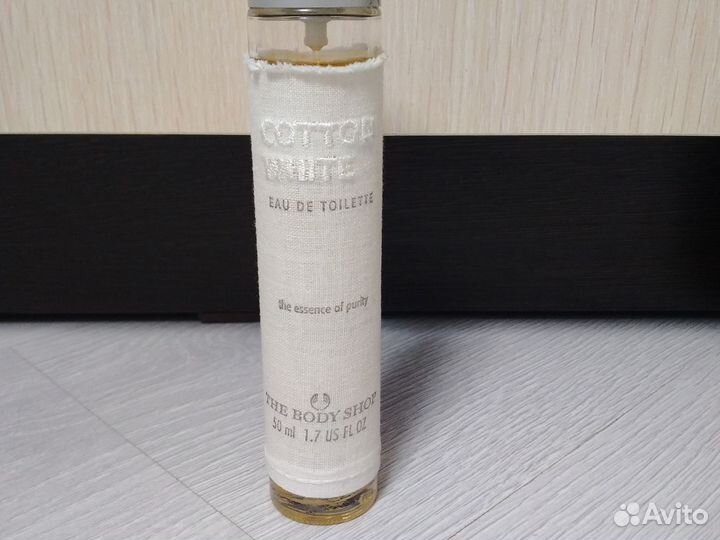 COTTON
WHITE
EAU DE TOILETTE
the essence of purity
THE BODY SHOP
50 ml 1.7 US FL OZ
Avito